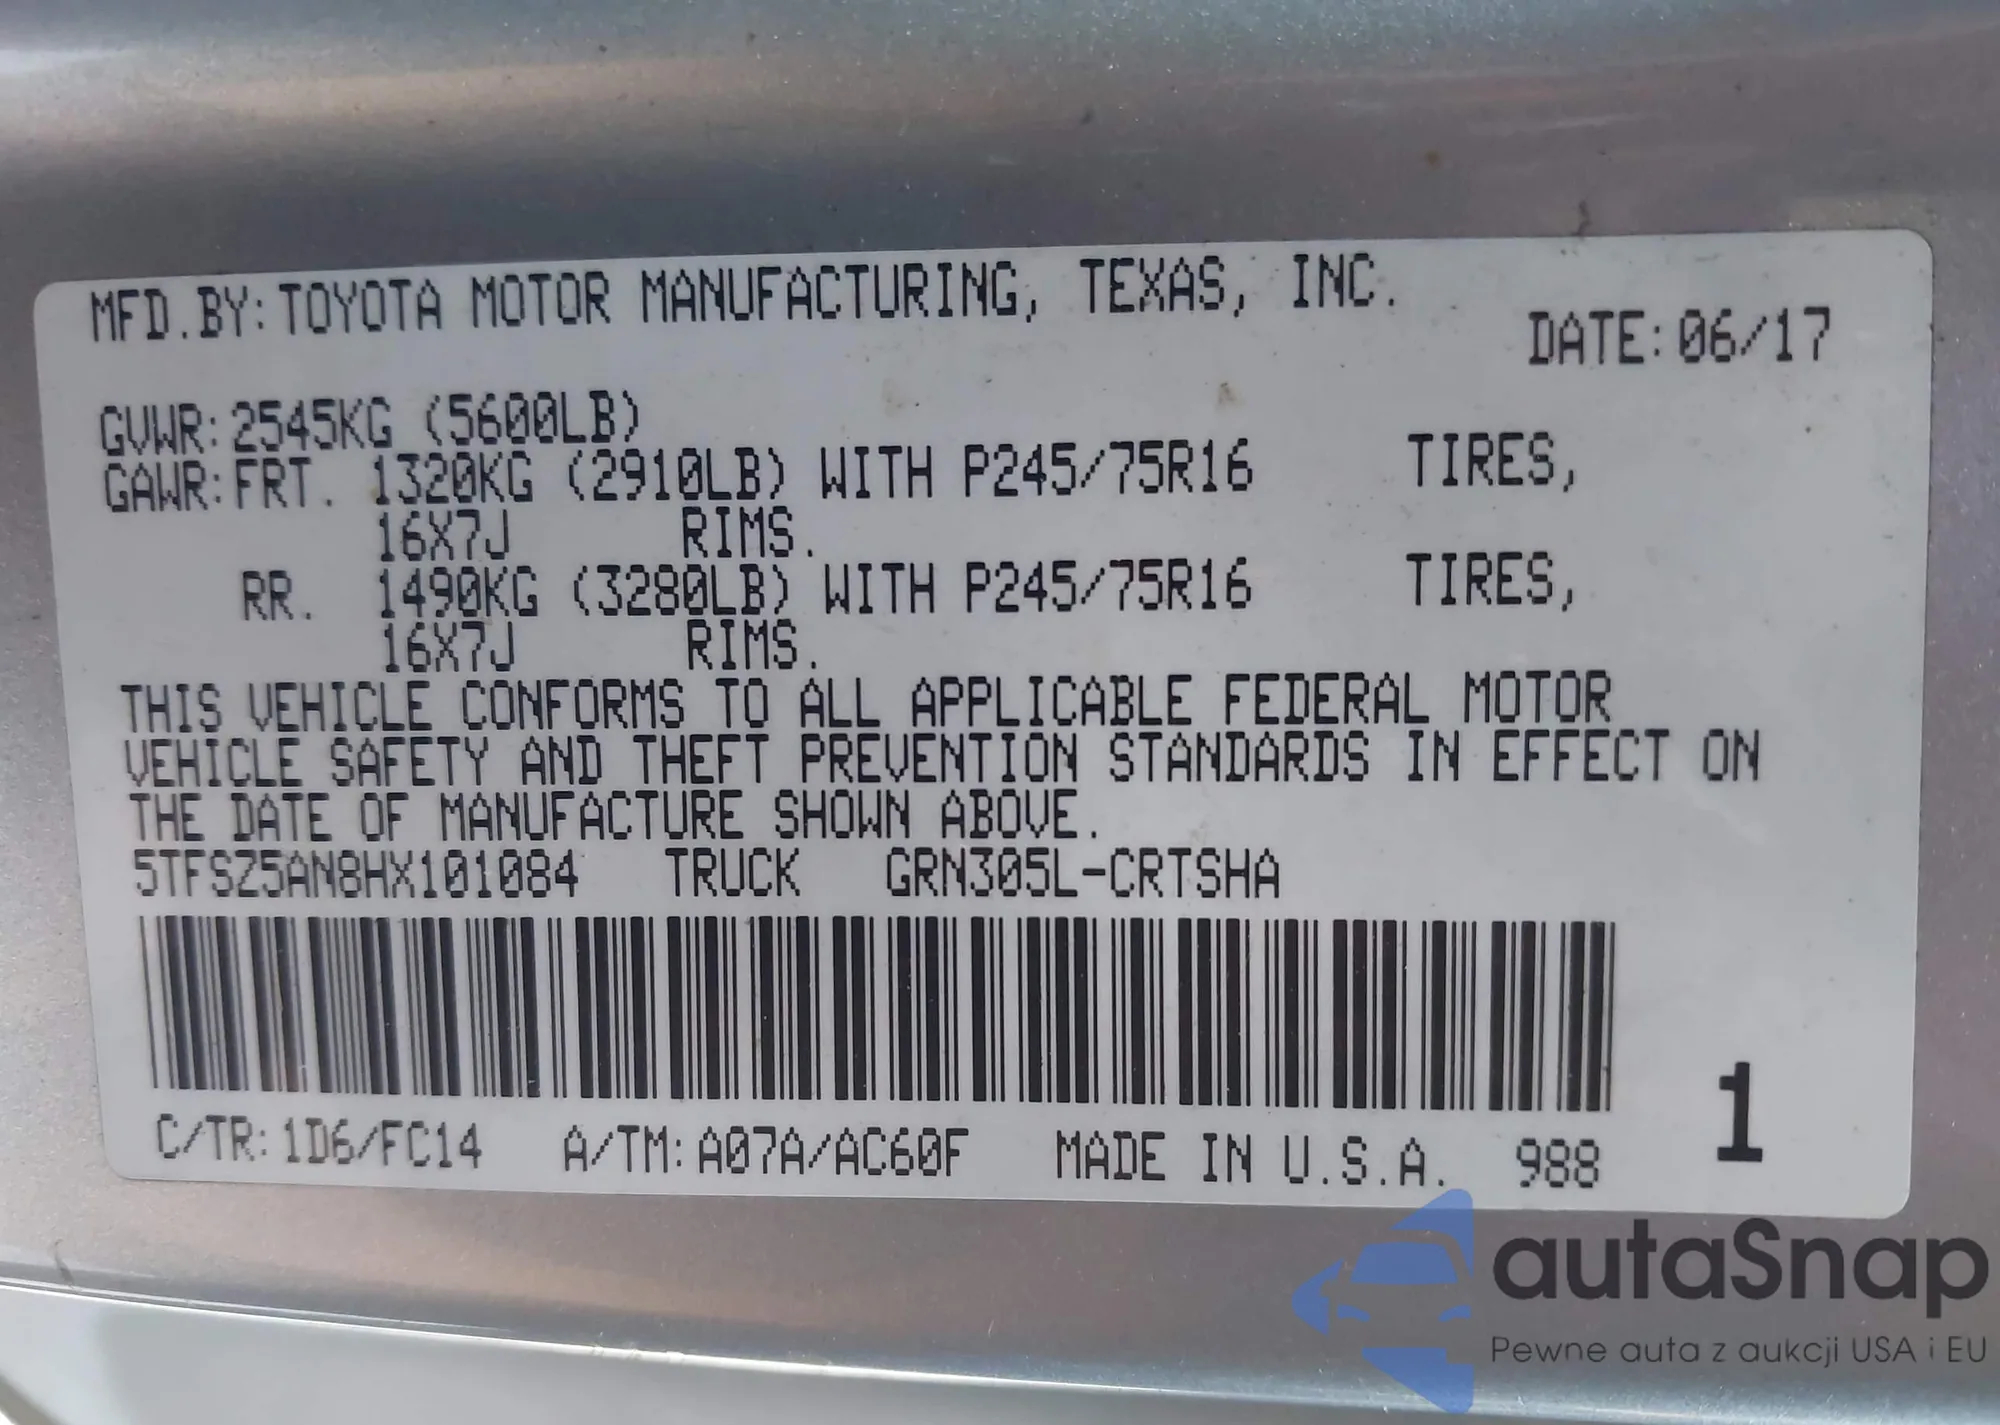 MFD.BY:TOYOTA MOTOR MANUFACTURING, TEXAS, INC.
DATE:06/17
GVWR:2545KG (5600LB)
GAWR:FRT. 1320KG (2910LB) WITH P245/75R16 TIRES,
16X7J RIMS.
RR. 1490KG (3280LB) WITH P245/75R16 TIRES,
16X7J RIMS.
THIS VEHICLE CONFORMS TO ALL APPLICABLE FEDERAL MOTOR
VEHICLE SAFETY AND THEFT PREVENTION STANDARDS IN EFFECT ON
THE DATE OF MANUFACTURE SHOWN ABOVE.
5TFSZ5AN8HX101084 TRUCK GRN305L-CRTSHA
1
C/TR:1D6/FC14 A/TM:A07A/AC60F MADE IN U.S.A. 988
autaSnap
Pewne auta z aukcji USA i EU